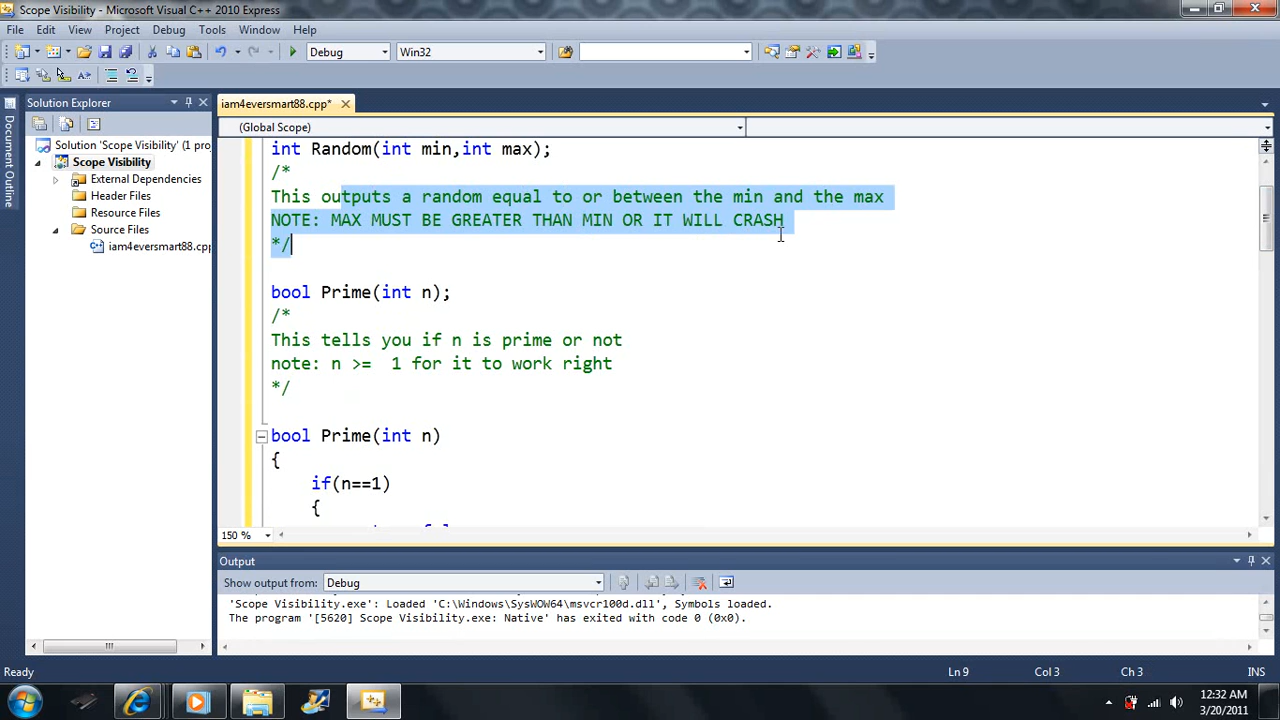 Scope Visibility - Microsoft Visual C++ 2010 Express
File Edit View Project Debug Tools Window Help
Debug Win32
Solution Explorer
iam4eversmart88.cpp*
Document Outline
(Global Scope)
Solution 'Scope Visibility' (1 proj
Scope Visibility
External Dependencies
Header Files
Resource Files
Source Files
iam4eversmart88.cpp
int Random(int min,int max);
/*
This outputs a random equal to or between the min and the max
NOTE: MAX MUST BE GREATER THAN MIN OR IT WILL CRASH
*/
bool Prime(int n);
/*
This tells you if n is prime or not
note: n >=  1 for it to work right
*/
bool Prime(int n)
{
if(n==1)
{
150 %
Output
Show output from: Debug
'Scope Visibility.exe': Loaded 'C:\Windows\SysWOW64\msvcr100d.dll', Symbols loaded.
The program '[5620] Scope Visibility.exe: Native' has exited with code 0 (0x0).
Ready Ln 9 Col 3 Ch 3 INS
12:32 AM
3/20/2011